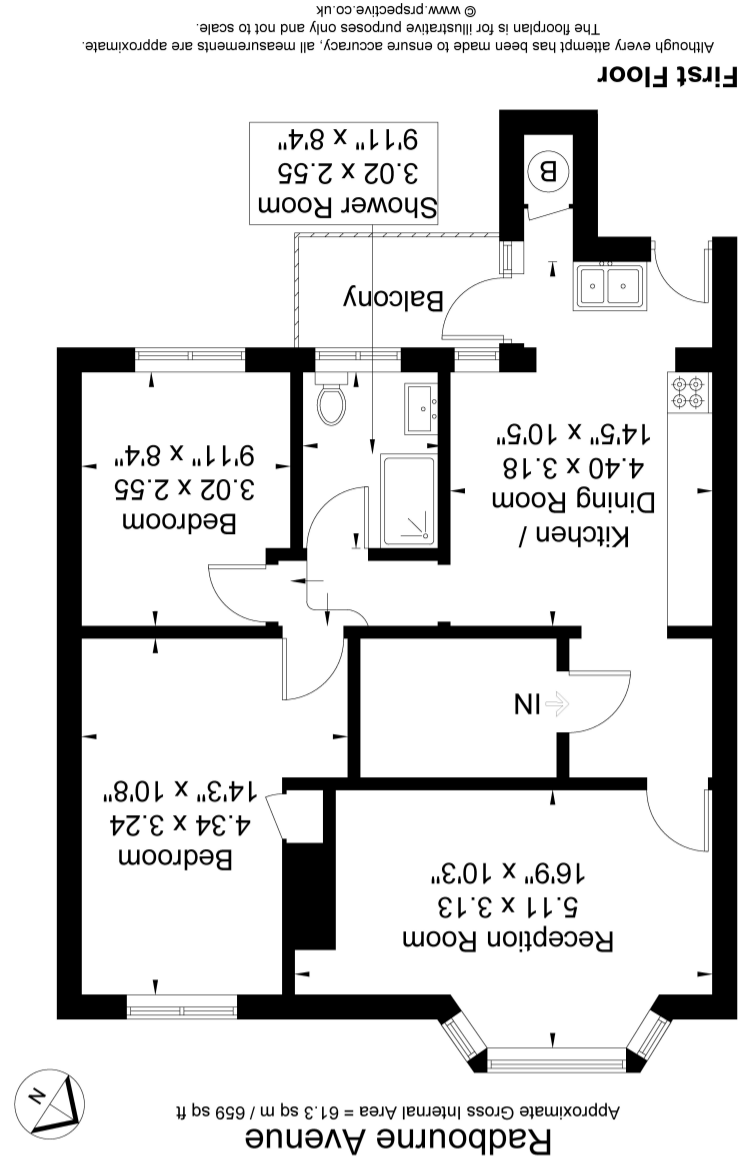 Radbourne Avenue
Approximate Gross Internal Area = 61.3 sq m / 659 sq ft
N
Reception Room
5.11 x 3.13
16'9" x 10'3"
Bedroom
4.34 x 3.24
14'3" x 10'8"
IN
Kitchen /
Dining Room
4.40 x 3.18
14'5" x 10'5"
Bedroom
3.02 x 2.55
9'11" x 8'4"
Balcony
Shower Room
3.02 x 2.55
9'11" x 8'4"
B
First Floor
Although every attempt has been made to ensure accuracy, all measurements are approximate.
The floorplan is for illustrative purposes only and not to scale.
© www.prspective.co.uk